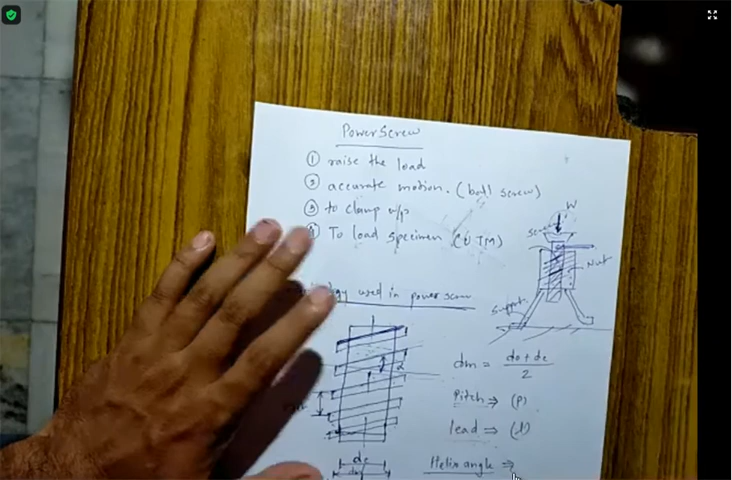 Power Screw
① raise the load
② accurate motion. (ball screw)
③ to clamp w/p
④ To load specimen (UTM)
used in power screw
W
Screw
Nut
Support
α
dm = do + dc / 2
Pitch ⇒ (P)
lead ⇒ (l)
Helix angle ⇒
dc